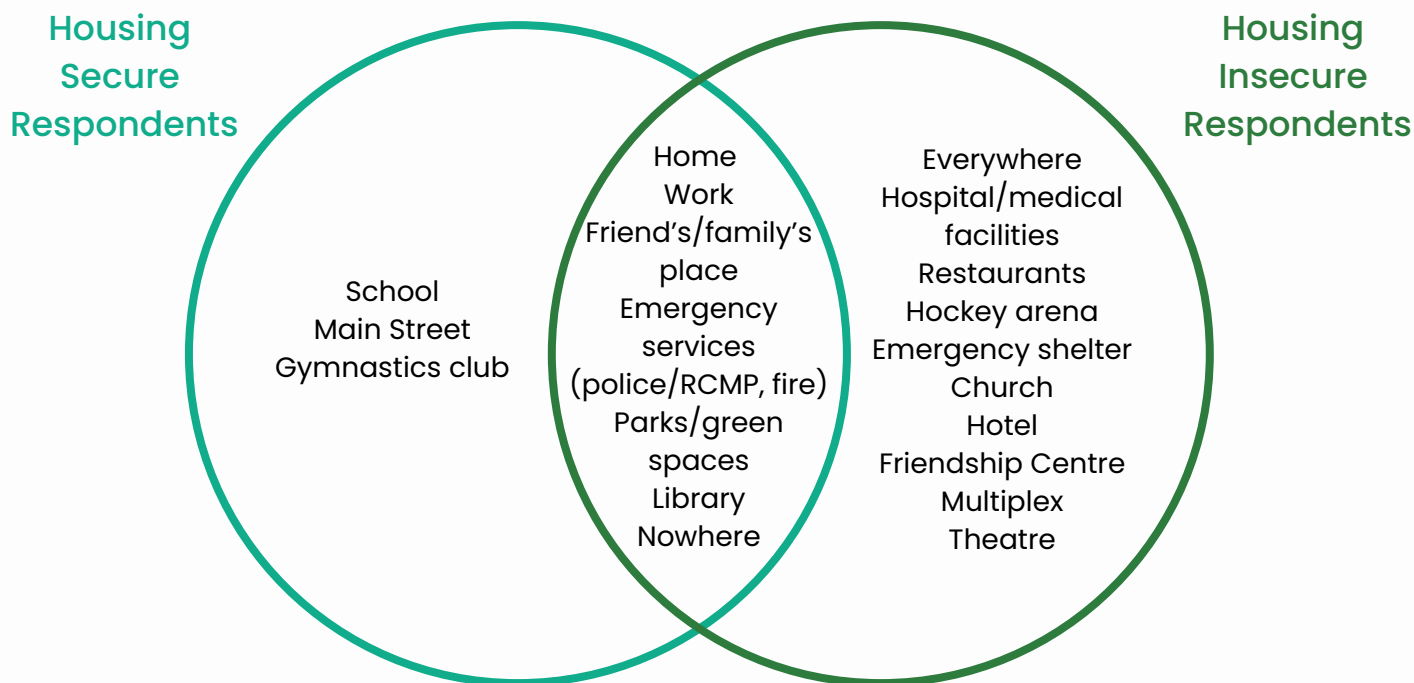 Housing
Secure
Respondents
Housing
Insecure
Respondents
School
Main Street
Gymnastics club
Home
Work
Friend’s/family’s
place
Emergency
services
(police/RCMP, fire)
Parks/green
spaces
Library
Nowhere
Everywhere
Hospital/medical
facilities
Restaurants
Hockey arena
Emergency shelter
Church
Hotel
Friendship Centre
Multiplex
Theatre